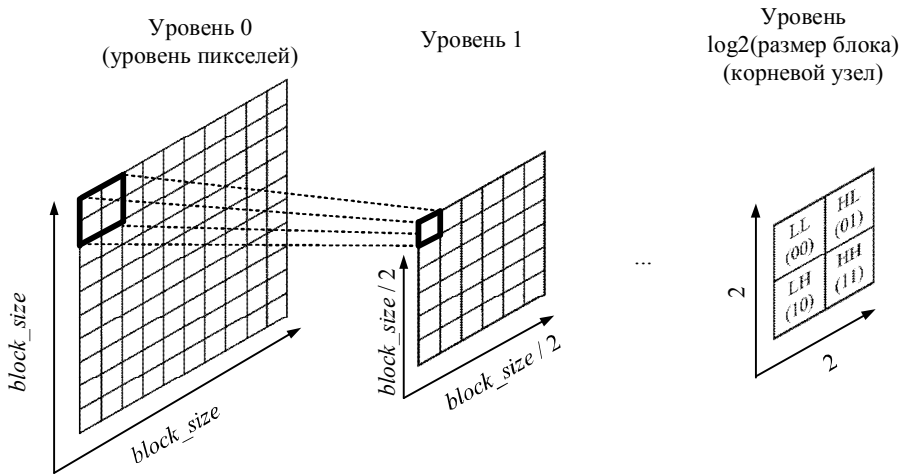 Уровень 0
(уровень пикселей)
Уровень 1
Уровень
log2(размер блока)
(корневой узел)
block_size
block_size
block_size / 2
block_size / 2
...
2
2
LL
(00)
HL
(01)
LH
(10)
HH
(11)